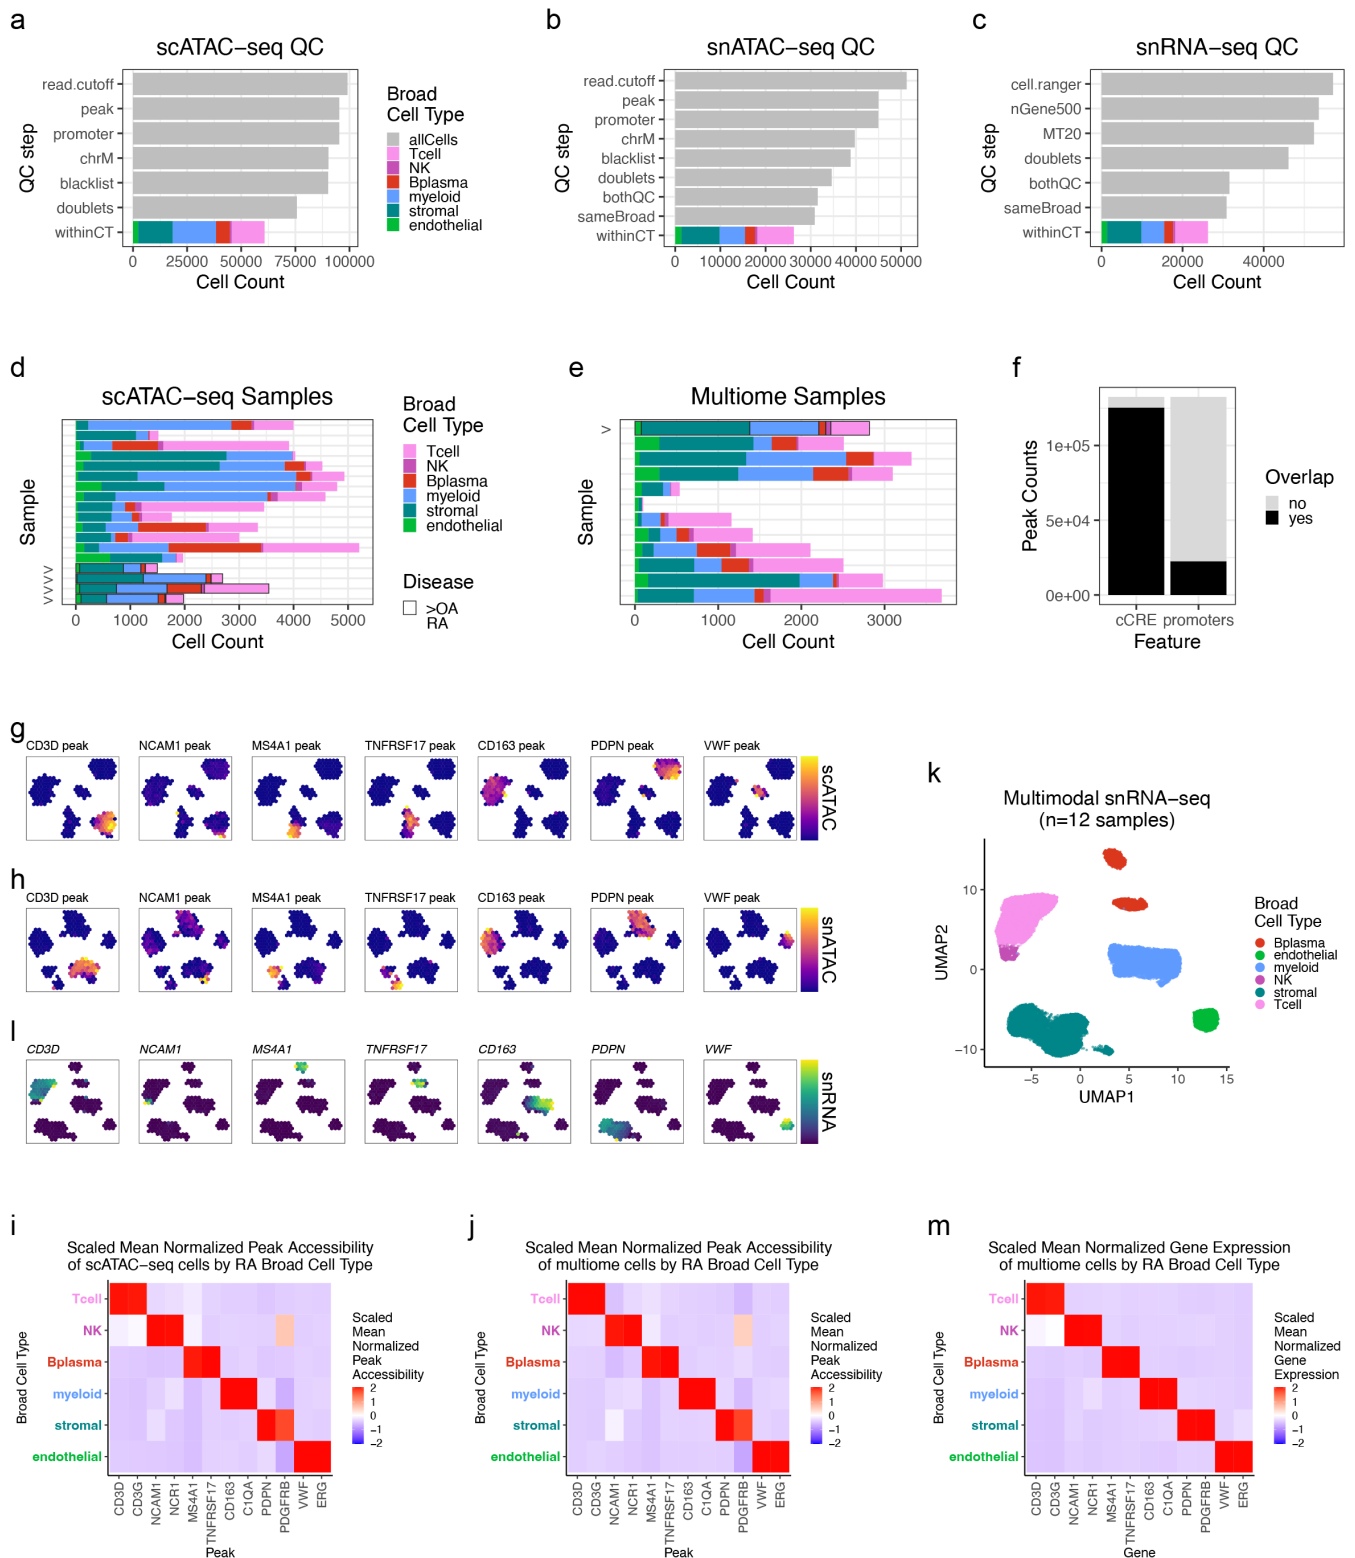 a
scATAC−seq QC
read.cutoff
peak
promoter
chrM
blacklist
doublets
withinCT
QC step
0 25000 50000 75000 100000
Cell Count
Broad
Cell Type
allCells
Tcell
NK
Bplasma
myeloid
stromal
endothelial
b
snATAC−seq QC
read.cutoff
peak
promoter
chrM
blacklist
doublets
bothQC
sameBroad
withinCT
QC step
0 10000 20000 30000 40000 50000
Cell Count
c
snRNA−seq QC
cell.ranger
nGene500
MT20
doublets
bothQC
sameBroad
withinCT
QC step
0 20000 40000
Cell Count
d
scATAC−seq Samples
Sample
>
>
>
>
0 1000 2000 3000 4000 5000
Cell Count
Broad
Cell Type
Tcell
NK
Bplasma
myeloid
stromal
endothelial
Disease
>OA
RA
e
Multiome Samples
Sample
>
0 1000 2000 3000
Cell Count
f
Peak Counts
1e+05
5e+04
0e+00
cCRE promoters
Feature
Overlap
no
yes
g
CD3D peak NCAM1 peak MS4A1 peak TNFRSF17 peak CD163 peak PDPN peak VWF peak
scATAC
h
CD3D peak NCAM1 peak MS4A1 peak TNFRSF17 peak CD163 peak PDPN peak VWF peak
snATAC
l
CD3D NCAM1 MS4A1 TNFRSF17 CD163 PDPN VWF
snRNA
k
Multimodal snRNA−seq
(n=12 samples)
UMAP2
10
0
−10
−5 0 5 10 15
UMAP1
Broad
Cell Type
Bplasma
endothelial
myeloid
NK
stromal
Tcell
i
Scaled Mean Normalized Peak Accessibility
of scATAC−seq cells by RA Broad Cell Type
Broad Cell Type
Tcell
NK
Bplasma
myeloid
stromal
endothelial
CD3D CD3G NCAM1 NCR1 MS4A1 TNFRSF17 CD163 C1QA PDPN PDGFRB VWF ERG
Peak
Scaled
Mean
Normalized
Peak
Accessibility
2
1
0
−1
−2
j
Scaled Mean Normalized Peak Accessibility
of multiome cells by RA Broad Cell Type
Broad Cell Type
Tcell
NK
Bplasma
myeloid
stromal
endothelial
CD3D CD3G NCAM1 NCR1 MS4A1 TNFRSF17 CD163 C1QA PDPN PDGFRB VWF ERG
Peak
Scaled
Mean
Normalized
Peak
Accessibility
2
1
0
−1
−2
m
Scaled Mean Normalized Gene Expression
of multiome cells by RA Broad Cell Type
Broad Cell Type
Tcell
NK
Bplasma
myeloid
stromal
endothelial
CD3D CD3G NCAM1 NCR1 MS4A1 TNFRSF17 CD163 C1QA PDPN PDGFRB VWF ERG
Gene
Scaled
Mean
Normalized
Gene
Expression
2
1
0
−1
−2